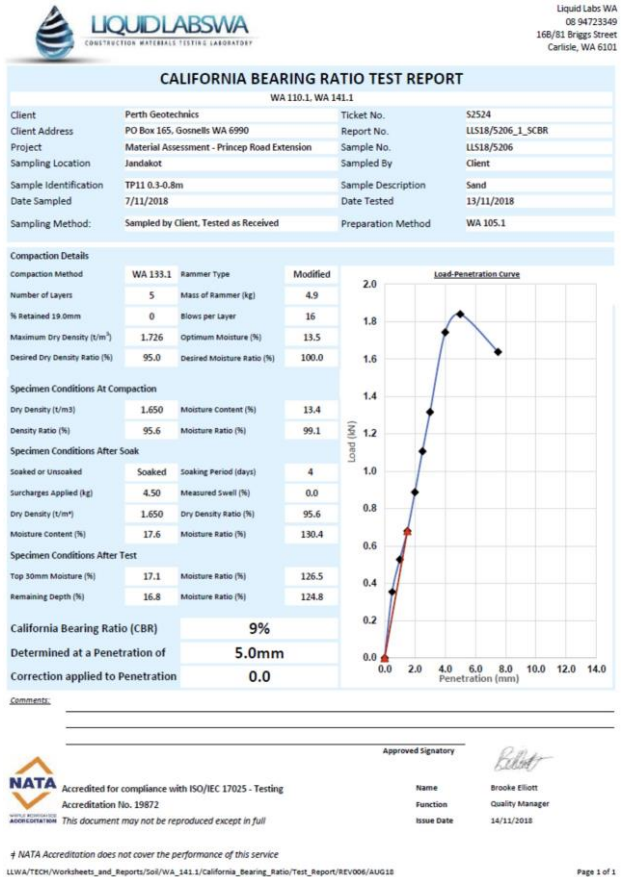 LIQUIDLABSWA
CONSTRUCTION MATERIALS TESTING LABORATORY
Liquid Labs WA
08 94723349
16B/81 Briggs Street
Carlisle, WA 6101
CALIFORNIA BEARING RATIO TEST REPORT
WA 110.1, WA 141.1
Client Perth Geotechnics Ticket No. S2524
Client Address PO Box 165, Gosnells WA 6990 Report No. LLS18/5206_1_SCBR
Project Material Assessment - Princep Road Extension Sample No. LLS18/5206
Sampling Location Jandakot Sampled By Client
Sample Identification TP11 0.3-0.8m Sample Description Sand
Date Sampled 7/11/2018 Date Tested 13/11/2018
Sampling Method: Sampled by Client, Tested as Received Preparation Method WA 105.1
Compaction Details
Compaction Method WA 133.1 Rammer Type Modified
Number of Layers 5 Mass of Rammer (kg) 4.9
% Retained 19.0mm 0 Blows per Layer 16
Maximum Dry Density (t/m³) 1.726 Optimum Moisture (%) 13.5
Desired Dry Density Ratio (%) 95.0 Desired Moisture Ratio (%) 100.0
Specimen Conditions At Compaction
Dry Density (t/m3) 1.650 Moisture Content (%) 13.4
Density Ratio (%) 95.6 Moisture Ratio (%) 99.1
Specimen Conditions After Soak
Soaked or Unsoaked Soaked Soaking Period (days) 4
Surcharges Applied (kg) 4.50 Measured Swell (%) 0.0
Dry Density (t/m³) 1.650 Dry Density Ratio (%) 95.6
Moisture Content (%) 17.6 Moisture Ratio (%) 130.4
Specimen Conditions After Test
Top 30mm Moisture (%) 17.1 Moisture Ratio (%) 126.5
Remaining Depth (%) 16.8 Moisture Ratio (%) 124.8
California Bearing Ratio (CBR) 9%
Determined at a Penetration of 5.0mm
Correction applied to Penetration 0.0
Load-Penetration Curve
2.0
1.8
1.6
1.4
1.2
1.0
0.8
0.6
0.4
0.2
0.0
Load (kN)
0.0 2.0 4.0 6.0 8.0 10.0 12.0 14.0
Penetration (mm)
Comments:
Approved Signatory
NATA
ACCREDITATION
Accredited for compliance with ISO/IEC 17025 - Testing
Accreditation No. 19872
This document may not be reproduced except in full
Name Brooke Elliott
Function Quality Manager
Issue Date 14/11/2018
‡ NATA Accreditation does not cover the performance of this service
LLWA/TECH/Worksheets_and_Reports/Soil/WA_141.1/California_Bearing_Ratio/Test_Report/REV006/AUG18
Page 1 of 1